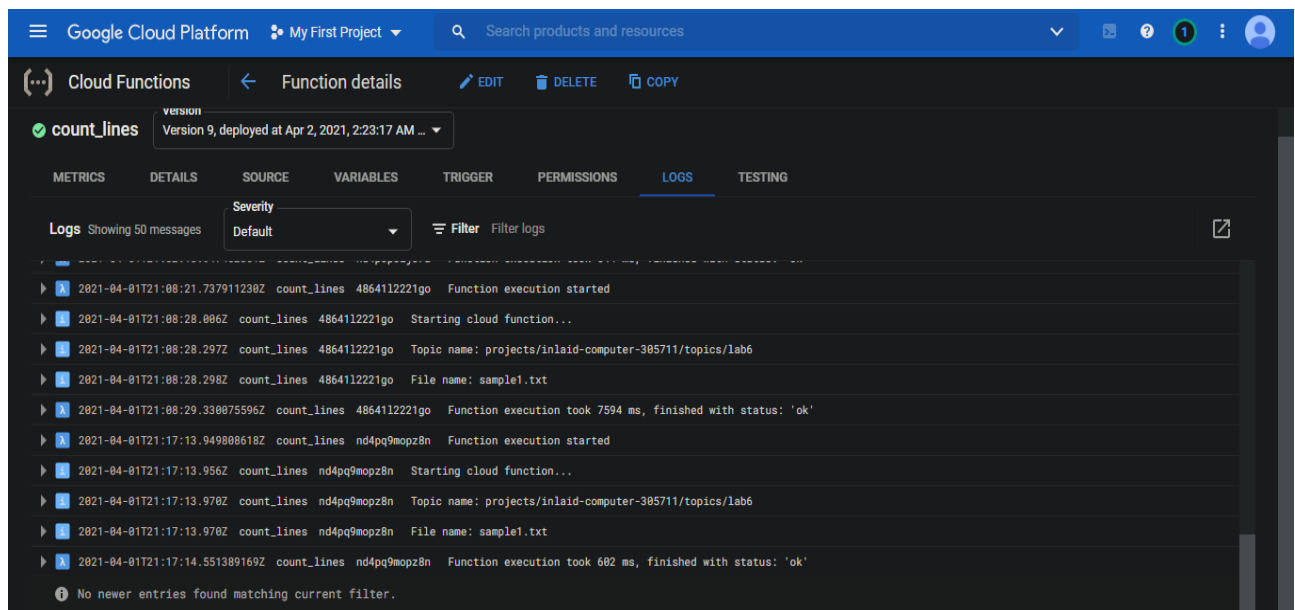 Google Cloud Platform My First Project Search products and resources 1
Cloud Functions Function details EDIT DELETE COPY
Version
count_lines Version 9, deployed at Apr 2, 2021, 2:23:17 AM ...
METRICS DETAILS SOURCE VARIABLES TRIGGER PERMISSIONS LOGS TESTING
Severity
Logs Showing 50 messages Default Filter Filter logs
2021-04-01T21:08:21.737911230Z count_lines 4864112221go Function execution started
2021-04-01T21:08:28.006Z count_lines 4864112221go Starting cloud function...
2021-04-01T21:08:28.297Z count_lines 4864112221go Topic name: projects/inlaid-computer-305711/topics/lab6
2021-04-01T21:08:28.298Z count_lines 4864112221go File name: sample1.txt
2021-04-01T21:08:29.330075596Z count_lines 4864112221go Function execution took 7594 ms, finished with status: 'ok'
2021-04-01T21:17:13.949808618Z count_lines nd4pq9mopz8n Function execution started
2021-04-01T21:17:13.956Z count_lines nd4pq9mopz8n Starting cloud function...
2021-04-01T21:17:13.970Z count_lines nd4pq9mopz8n Topic name: projects/inlaid-computer-305711/topics/lab6
2021-04-01T21:17:13.970Z count_lines nd4pq9mopz8n File name: sample1.txt
2021-04-01T21:17:14.551389169Z count_lines nd4pq9mopz8n Function execution took 602 ms, finished with status: 'ok'
No newer entries found matching current filter.